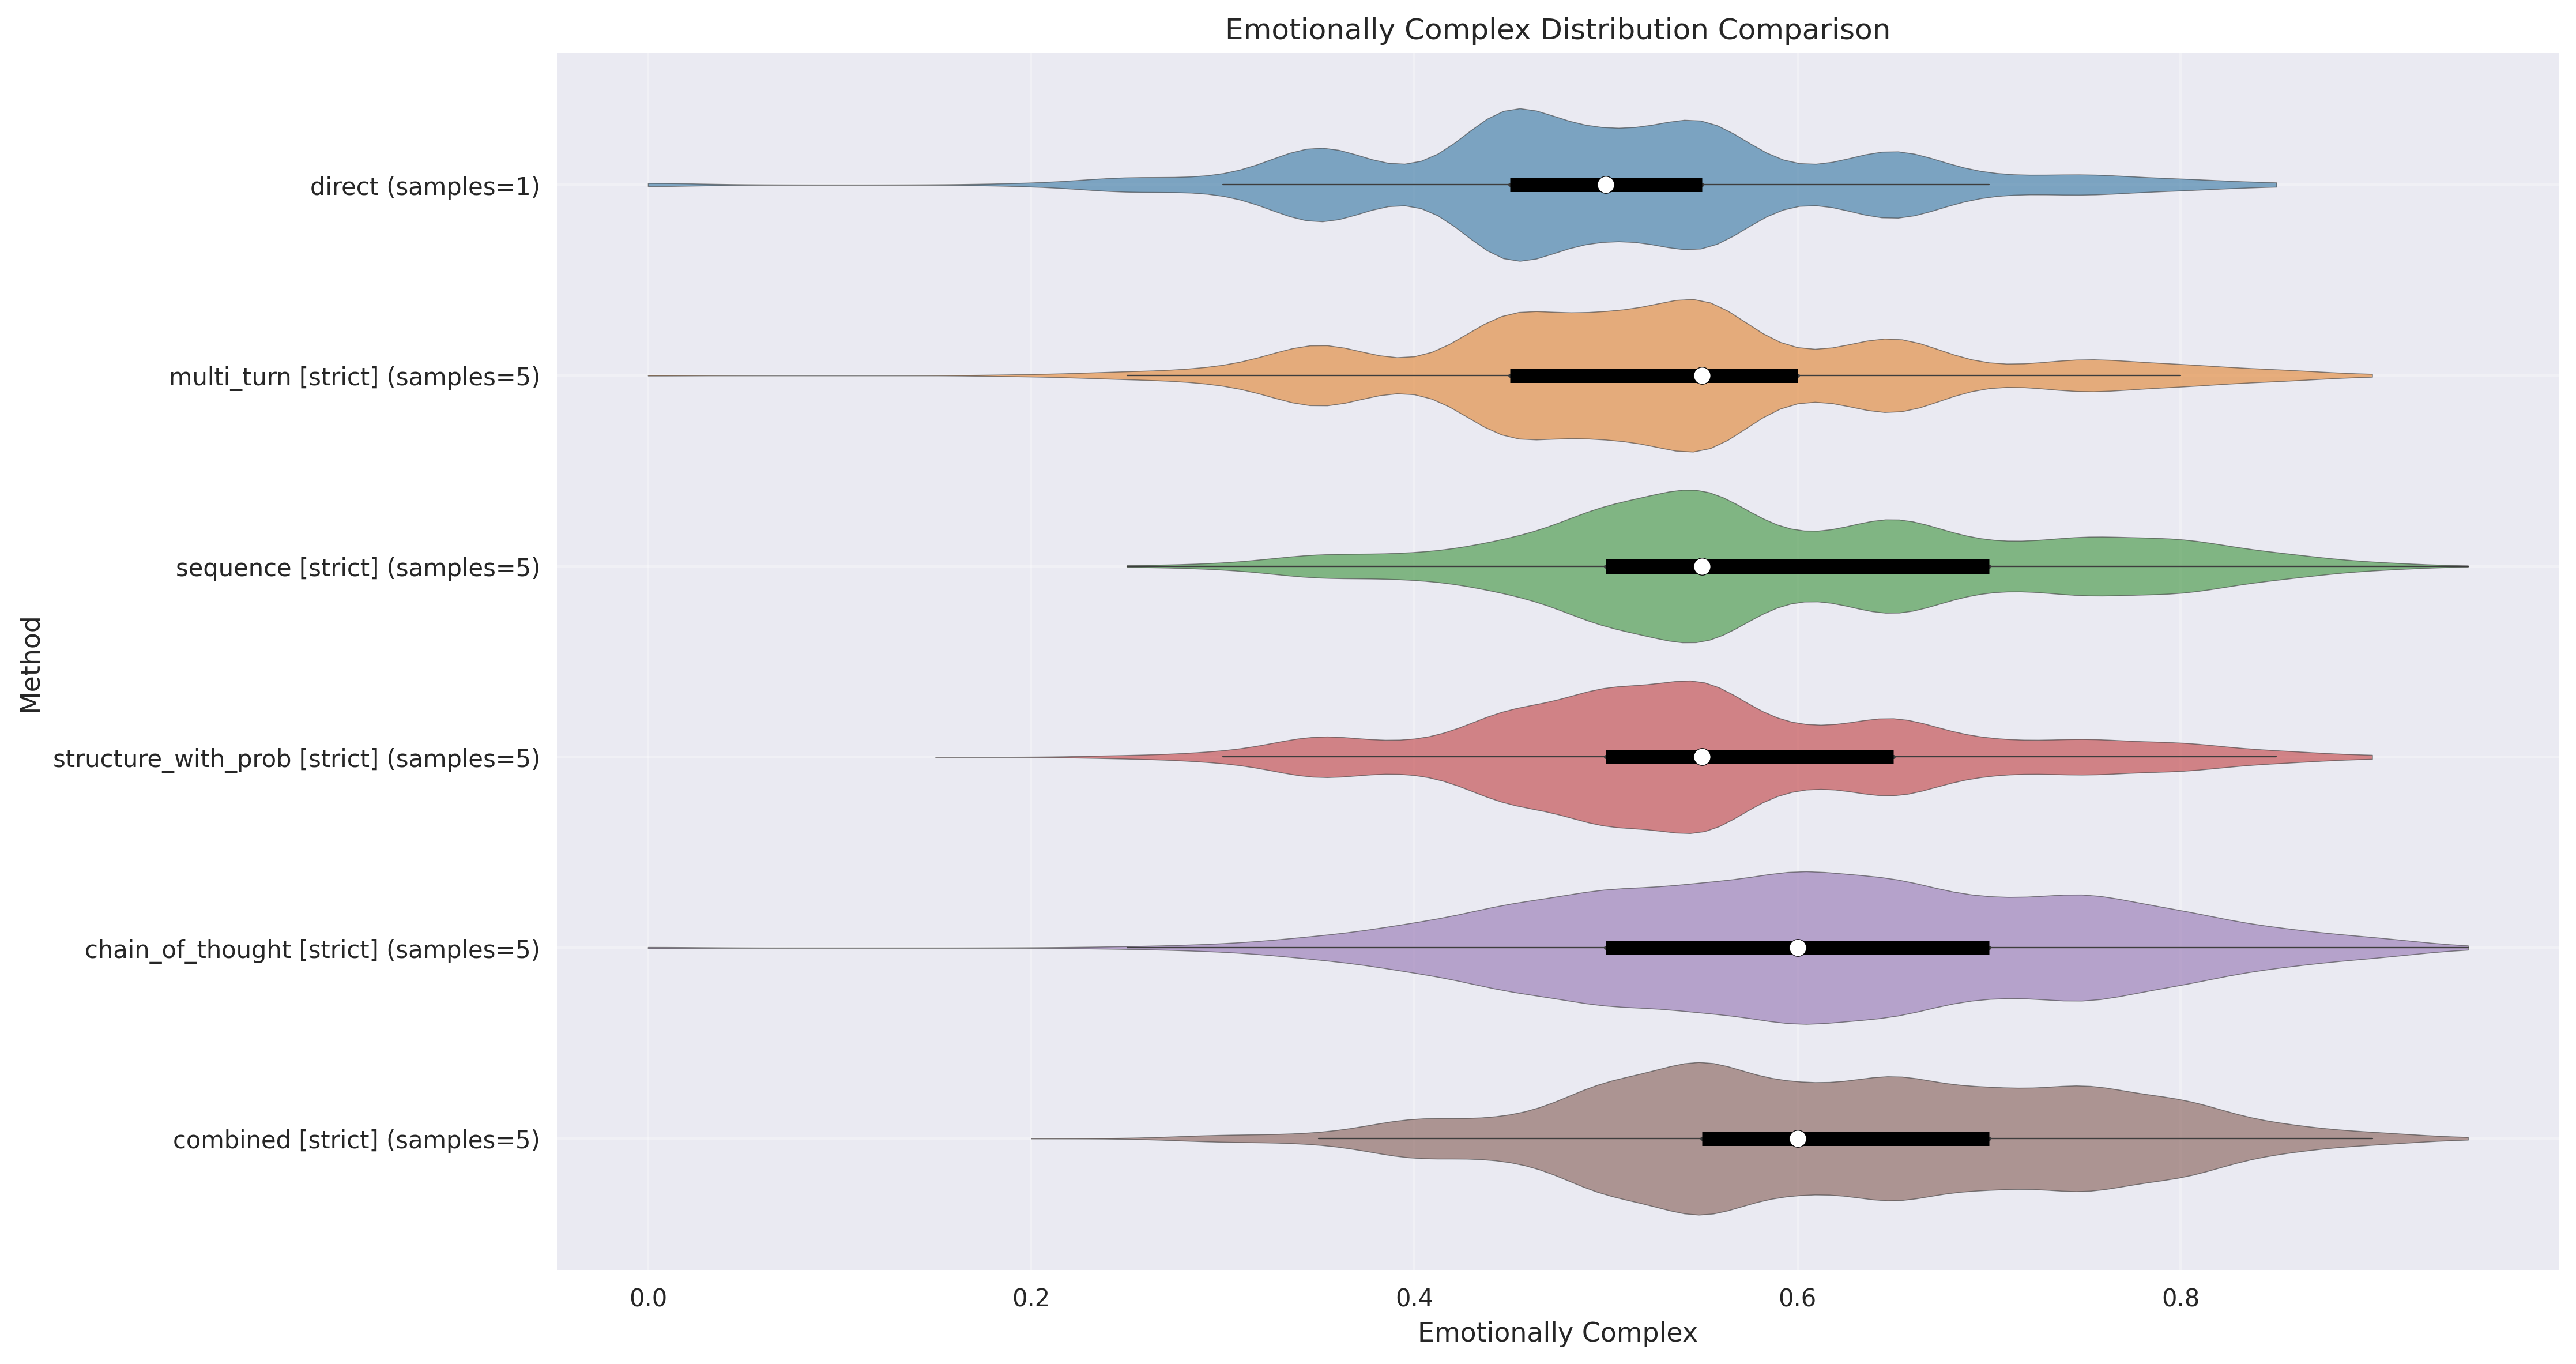 Emotionally Complex Distribution Comparison
Method
direct (samples=1)
multi_turn [strict] (samples=5)
sequence [strict] (samples=5)
structure_with_prob [strict] (samples=5)
chain_of_thought [strict] (samples=5)
combined [strict] (samples=5)
0.0 0.2 0.4 0.6 0.8
Emotionally Complex